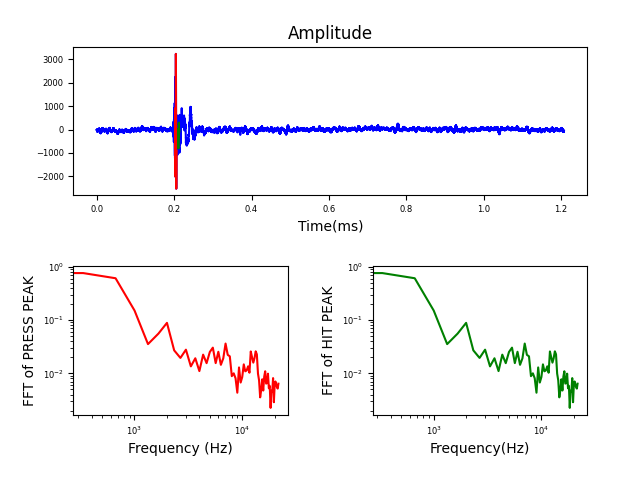 Amplitude
3000
2000
1000
0
−1000
−2000
0.0 0.2 0.4 0.6 0.8 1.0 1.2
Time(ms)
FFT of PRESS PEAK
10⁰
10⁻¹
10⁻²
10³ 10⁴
Frequency (Hz)
FFT of HIT PEAK
10⁰
10⁻¹
10⁻²
10³ 10⁴
Frequency(Hz)